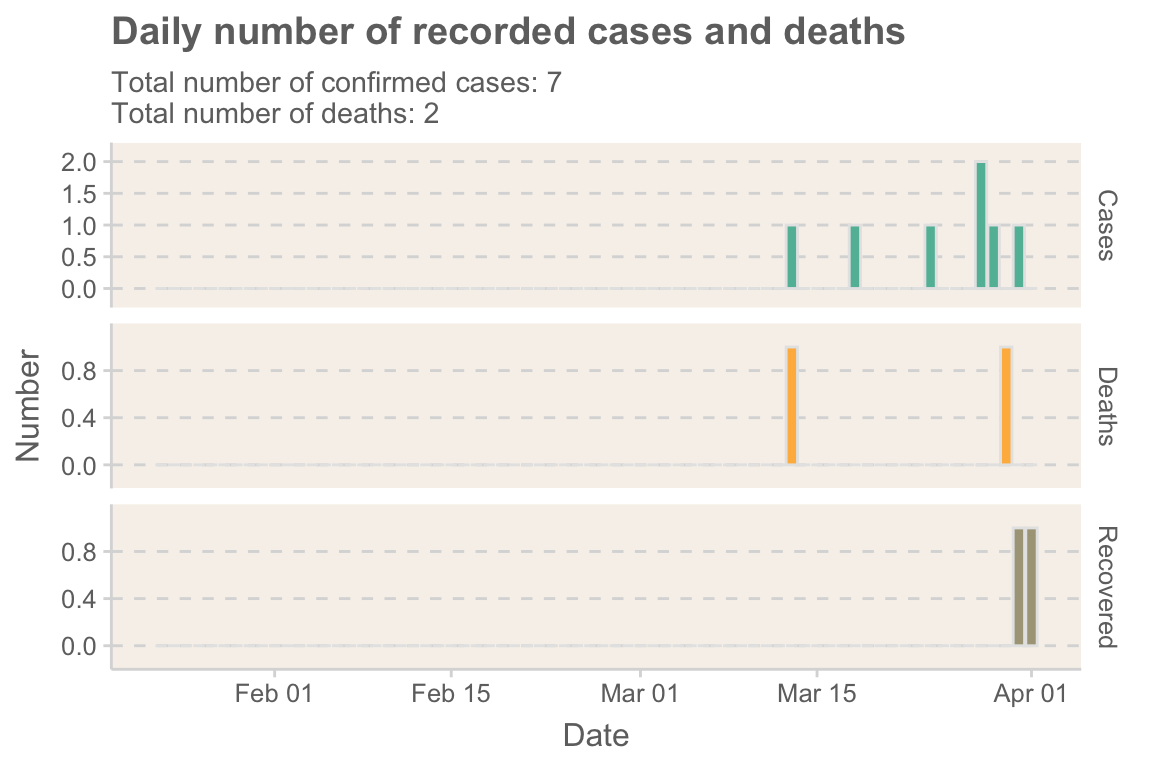 Daily number of recorded cases and deaths
Total number of confirmed cases: 7
Total number of deaths: 2
2.0
1.5
1.0
0.5
0.0
Cases
Number
0.8
0.4
0.0
Deaths
0.8
0.4
0.0
Recovered
Feb 01 Feb 15 Mar 01 Mar 15 Apr 01
Date